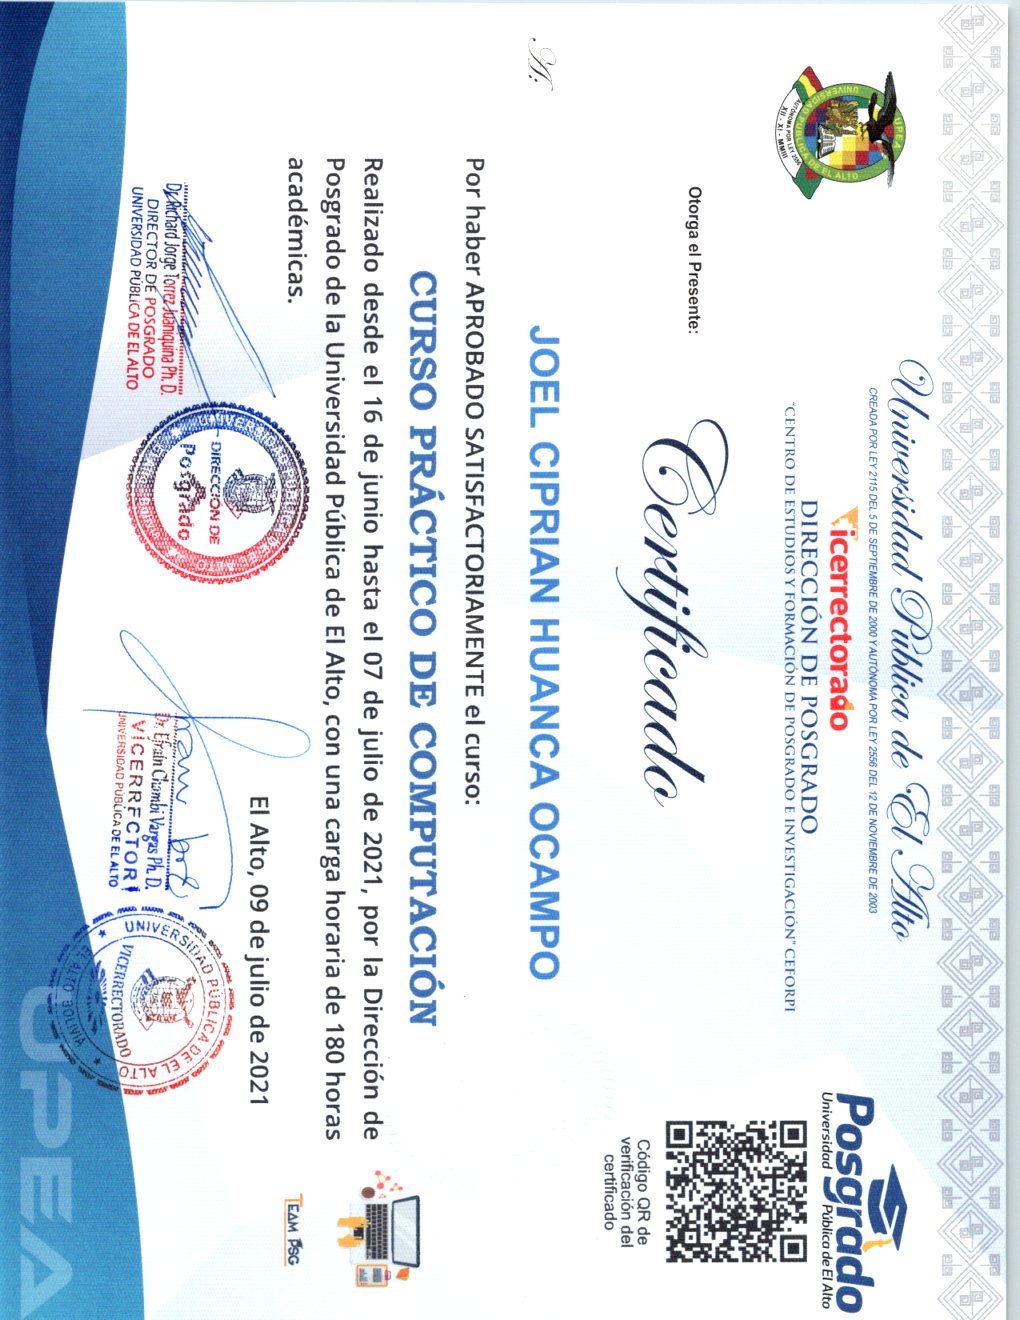 Universidad Pública de El Alto
CREADA POR LEY 2115 DEL 5 DE SEPTIEMBRE DE 2000 Y AUTÓNOMA POR LEY 2556 DEL 12 DE NOVIEMBRE DE 2003
Vicerrectorado
DIRECCIÓN DE POSGRADO
"CENTRO DE ESTUDIOS Y FORMACIÓN DE POSGRADO E INVESTIGACIÓN" CEFORPI
UPEA
UNIVERSIDAD PÚBLICA DE EL ALTO
AUTÓNOMA POR LEY 2556
XII - XI - MMIII
Posgrado
Universidad Pública de El Alto
Otorga el Presente:
Certificado
Código QR de
verificación del
certificado
A:
JOEL CIPRIAN HUANCA OCAMPO
Por haber APROBADO SATISFACTORIAMENTE el curso:
CURSO PRÁCTICO DE COMPUTACIÓN
Realizado desde el 16 de junio hasta el 07 de julio de 2021, por la Dirección de
Posgrado de la Universidad Pública de El Alto, con una carga horaria de 180 horas
académicas.
El Alto, 09 de julio de 2021
TEAM PSG
Dr. Richard Jorge Torrez Juaniquina Ph. D.
DIRECTOR DE POSGRADO
UNIVERSIDAD PÚBLICA DE EL ALTO
DIRECCIÓN DE
Posgrado
Dr. Efraín Chambi Vargas Ph. D.
VICERRECTOR
UNIVERSIDAD PÚBLICA DE EL ALTO
UNIVERSIDAD PÚBLICA DE EL ALTO
VICERRECTORADO
EL ALTO BOLIVIA
UPEA